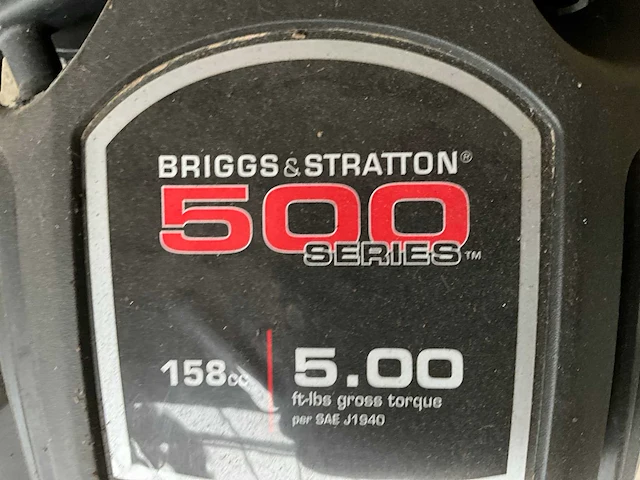 BRIGGS & STRATTON®
500
SERIES™
158cc
5.00
ft-lbs gross torque
per SAE J1940